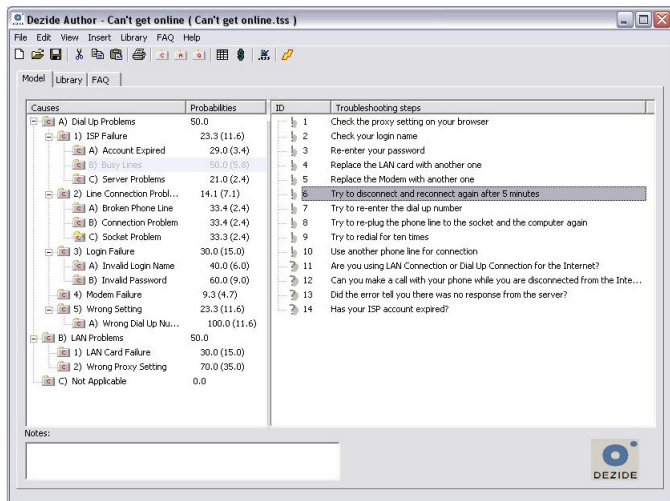 Dezide Author - Can't get online ( Can't get online.tss )
File Edit View Insert Library FAQ Help
Model Library FAQ
Causes Probabilities
A) Dial Up Problems 50.0
1) ISP Failure 23.3 (11.6)
A) Account Expired 29.0 (3.4)
B) Busy Lines 50.0 (5.8)
C) Server Problems 21.0 (2.4)
2) Line Connection Probl... 14.1 (7.1)
A) Broken Phone Line 33.4 (2.4)
B) Connection Problem 33.4 (2.4)
C) Socket Problem 33.3 (2.4)
3) Login Failure 30.0 (15.0)
A) Invalid Login Name 40.0 (6.0)
B) Invalid Password 60.0 (9.0)
4) Modem Failure 9.3 (4.7)
5) Wrong Setting 23.3 (11.6)
A) Wrong Dial Up Nu... 100.0 (11.6)
B) LAN Problems 50.0
1) LAN Card Failure 30.0 (15.0)
2) Wrong Proxy Setting 70.0 (35.0)
C) Not Applicable 0.0
ID Troubleshooting steps
1 Check the proxy setting on your browser
2 Check your login name
3 Re-enter your password
4 Replace the LAN card with another one
5 Replace the Modem with another one
6 Try to disconnect and reconnect again after 5 minutes
7 Try to re-enter the dial up number
8 Try to re-plug the phone line to the socket and the computer again
9 Try to redial for ten times
10 Use another phone line for connection
11 Are you using LAN Connection or Dial Up Connection for the Internet?
12 Can you make a call with your phone while you are disconnected from the Inte...
13 Did the error tell you there was no response from the server?
14 Has your ISP account expired?
Notes:
DEZIDE